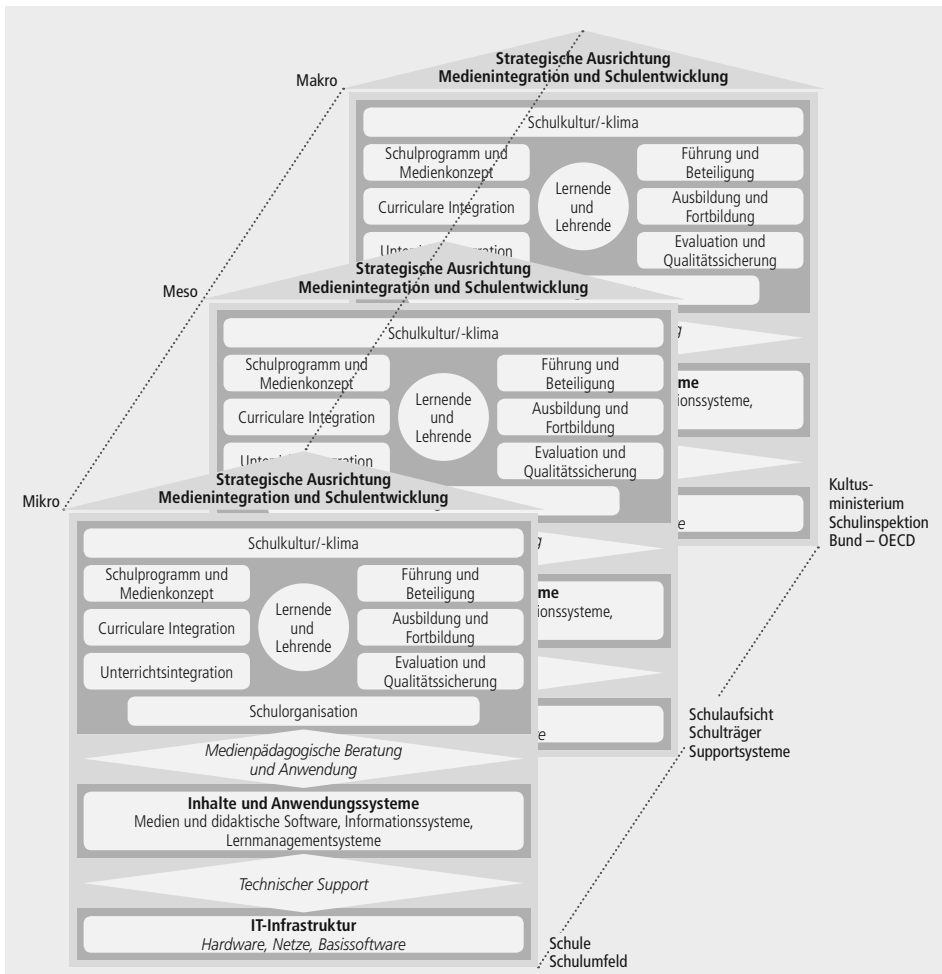 Makro
Strategische Ausrichtung
Medienintegration und Schulentwicklung
Schulkultur/-klima
Schulprogramm und
Medienkonzept
Curriculare Integration
Lernende
und
Lehrende
Führung und
Beteiligung
Ausbildung und
Fortbildung
Evaluation und
Qualitätssicherung
Meso
Strategische Ausrichtung
Medienintegration und Schulentwicklung
Schulkultur/-klima
Schulprogramm und
Medienkonzept
Curriculare Integration
Lernende
und
Lehrende
Führung und
Beteiligung
Ausbildung und
Fortbildung
Evaluation und
Qualitätssicherung
me
ionssysteme,
e
Kultus-
ministerium
Schulinspektion
Bund – OECD
Mikro
Strategische Ausrichtung
Medienintegration und Schulentwicklung
Schulkultur/-klima
Schulprogramm und
Medienkonzept
Curriculare Integration
Unterrichtsintegration
Lernende
und
Lehrende
Führung und
Beteiligung
Ausbildung und
Fortbildung
Evaluation und
Qualitätssicherung
Schulorganisation
Medienpädagogische Beratung
und Anwendung
Inhalte und Anwendungssysteme
Medien und didaktische Software, Informationssysteme,
Lernmanagementsysteme
Technischer Support
IT-Infrastruktur
Hardware, Netze, Basissoftware
g
me
ionssysteme,
e
Schulaufsicht
Schulträger
Supportsysteme
Schule
Schulumfeld